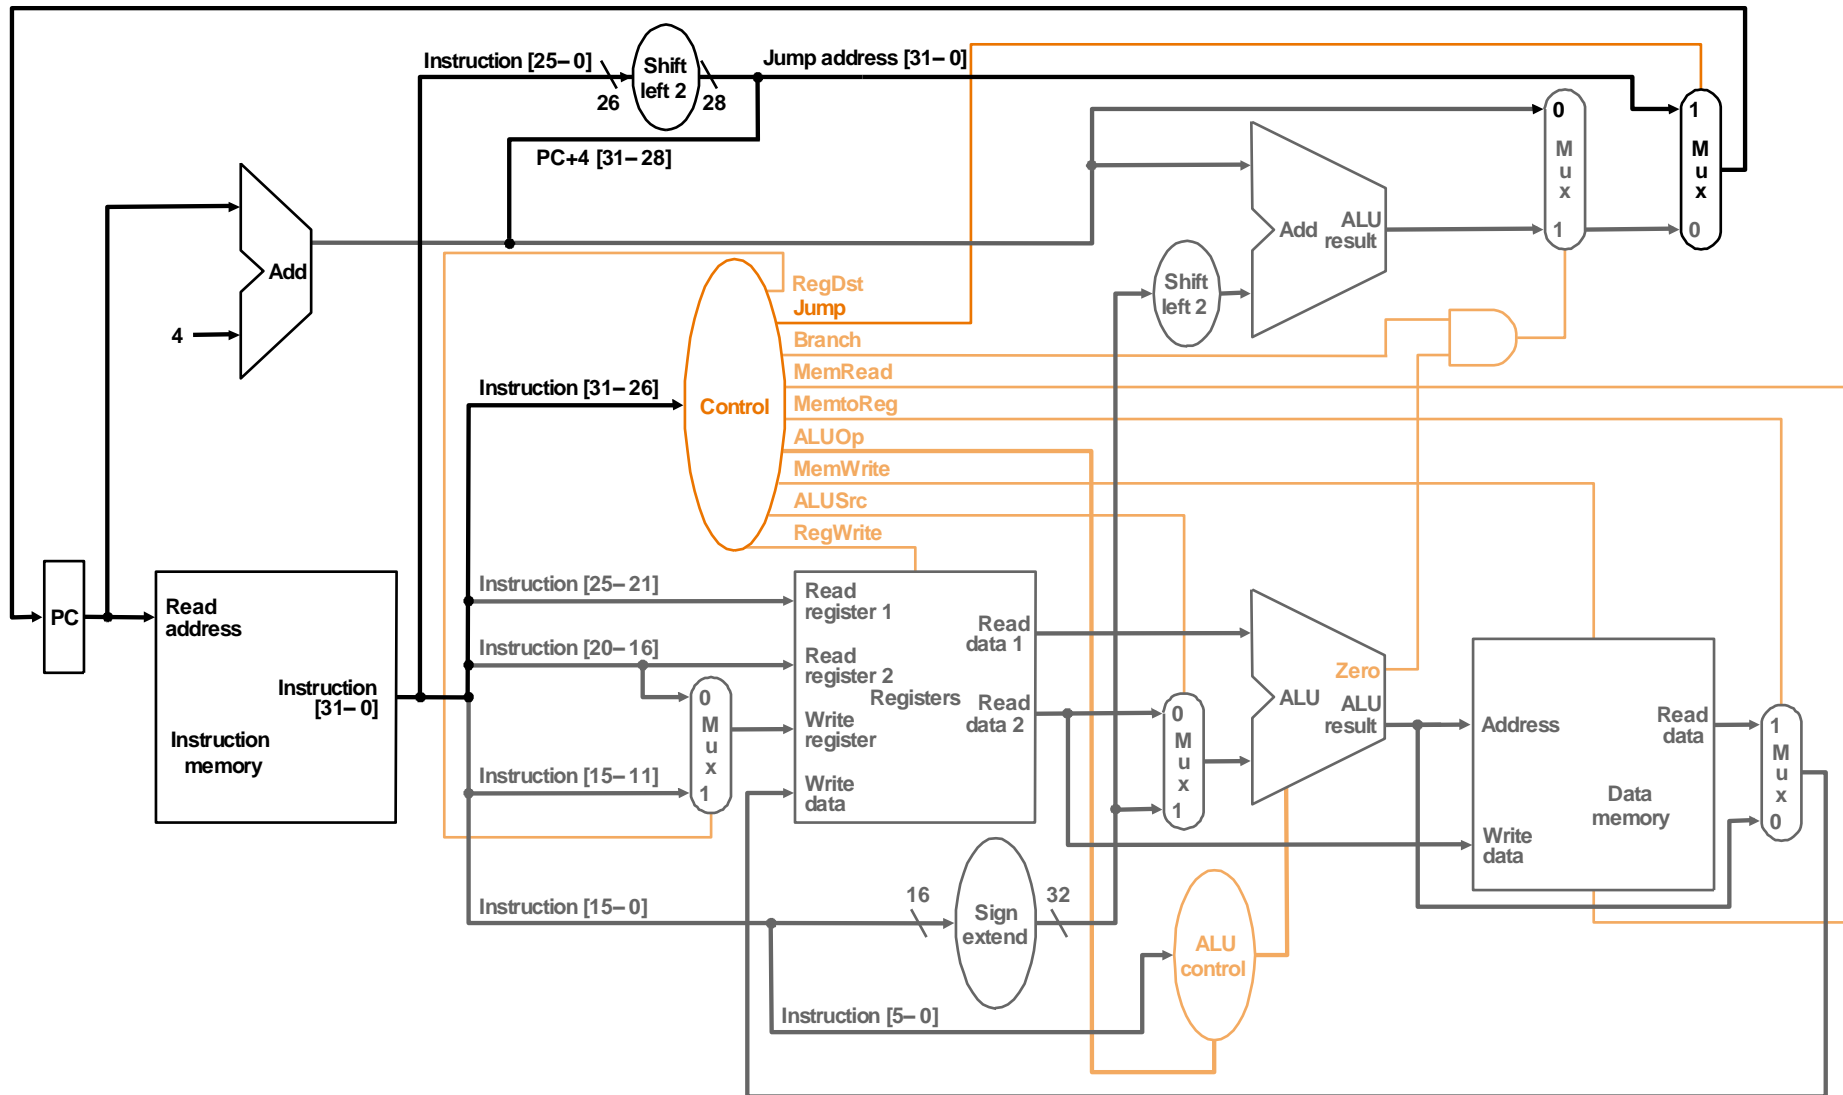 Instruction [25–0]
Shift
left 2
26
28
Jump address [31–0]
PC+4 [31–28]
0
M
u
x
1
1
M
u
x
0
Add
ALU
result
Shift
left 2
Add
4
RegDst
Jump
Branch
MemRead
MemtoReg
ALUOp
MemWrite
ALUSrc
RegWrite
Control
Instruction [31–26]
PC
Read
address
Instruction
[31–0]
Instruction
memory
Instruction [25–21]
Instruction [20–16]
Instruction [15–11]
0
M
u
x
1
Read
register 1
Read
register 2
Write
register
Write
data
Registers
Read
data 1
Read
data 2
0
M
u
x
1
Zero
ALU
ALU
result
Address
Read
data
Data
memory
Write
data
1
M
u
x
0
Instruction [15–0]
16
Sign
extend
32
ALU
control
Instruction [5–0]